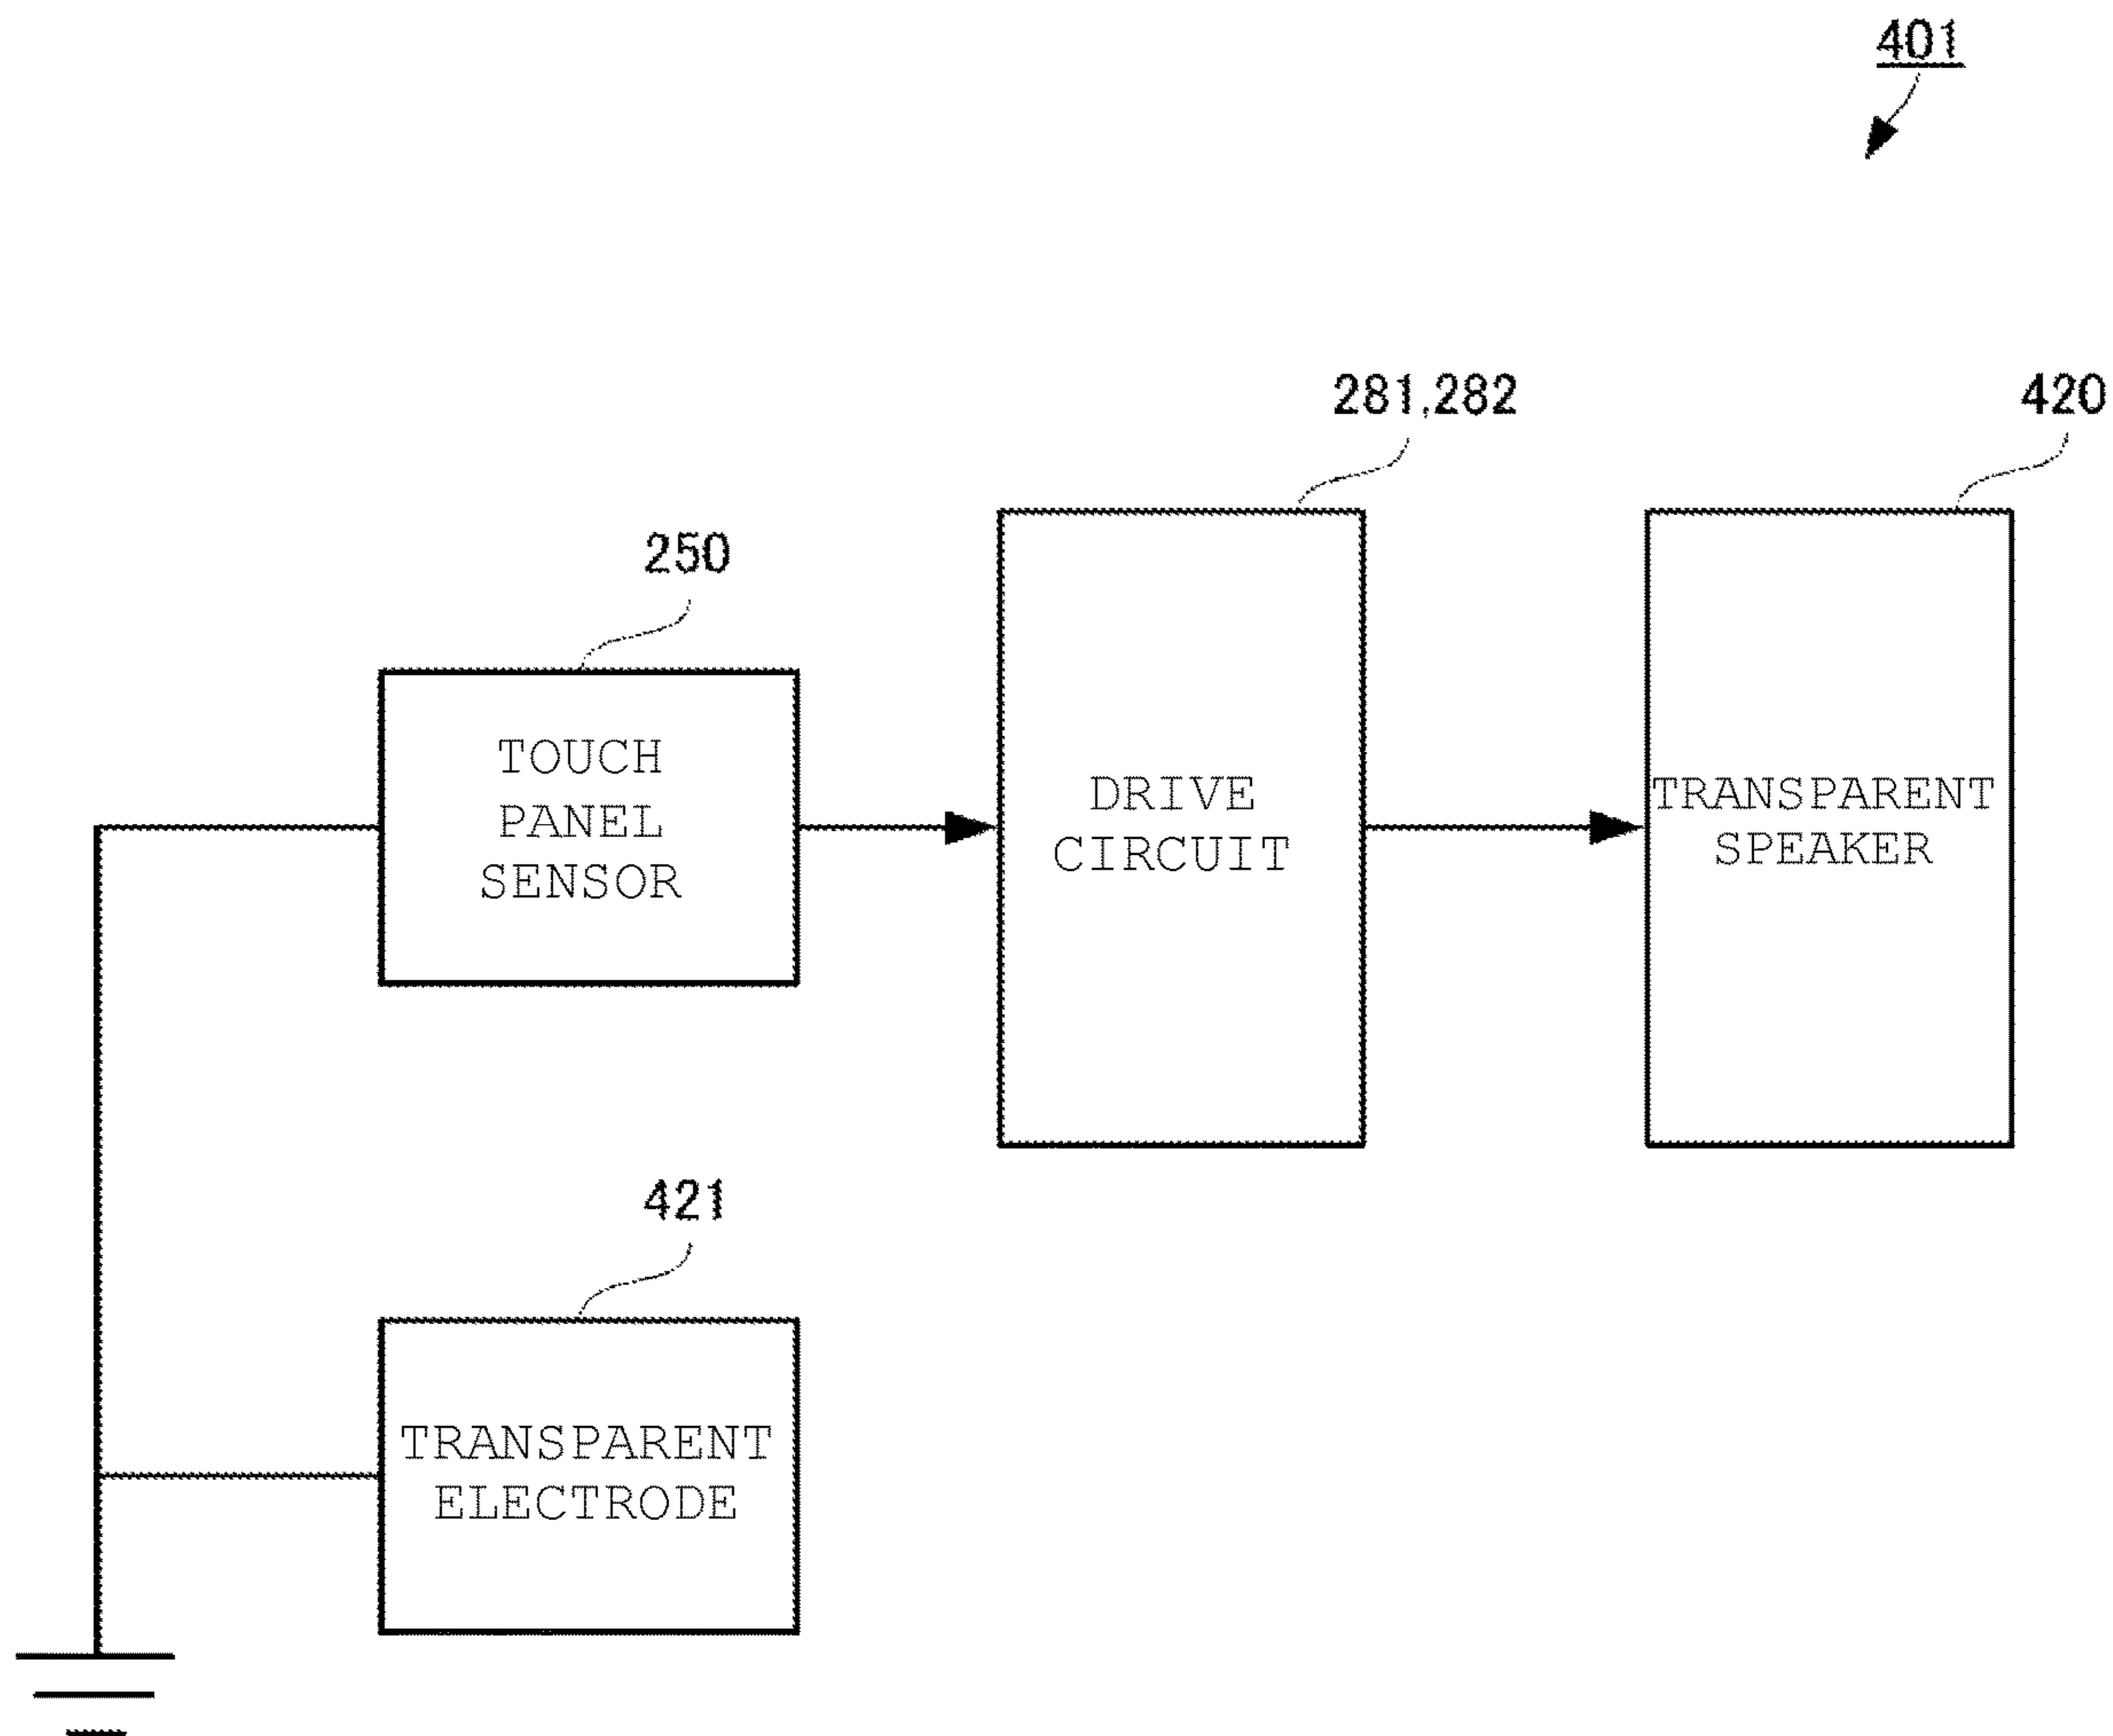 401
281,282
420
250
TOUCH
PANEL
SENSOR
DRIVE
CIRCUIT
TRANSPARENT
SPEAKER
421
TRANSPARENT
ELECTRODE